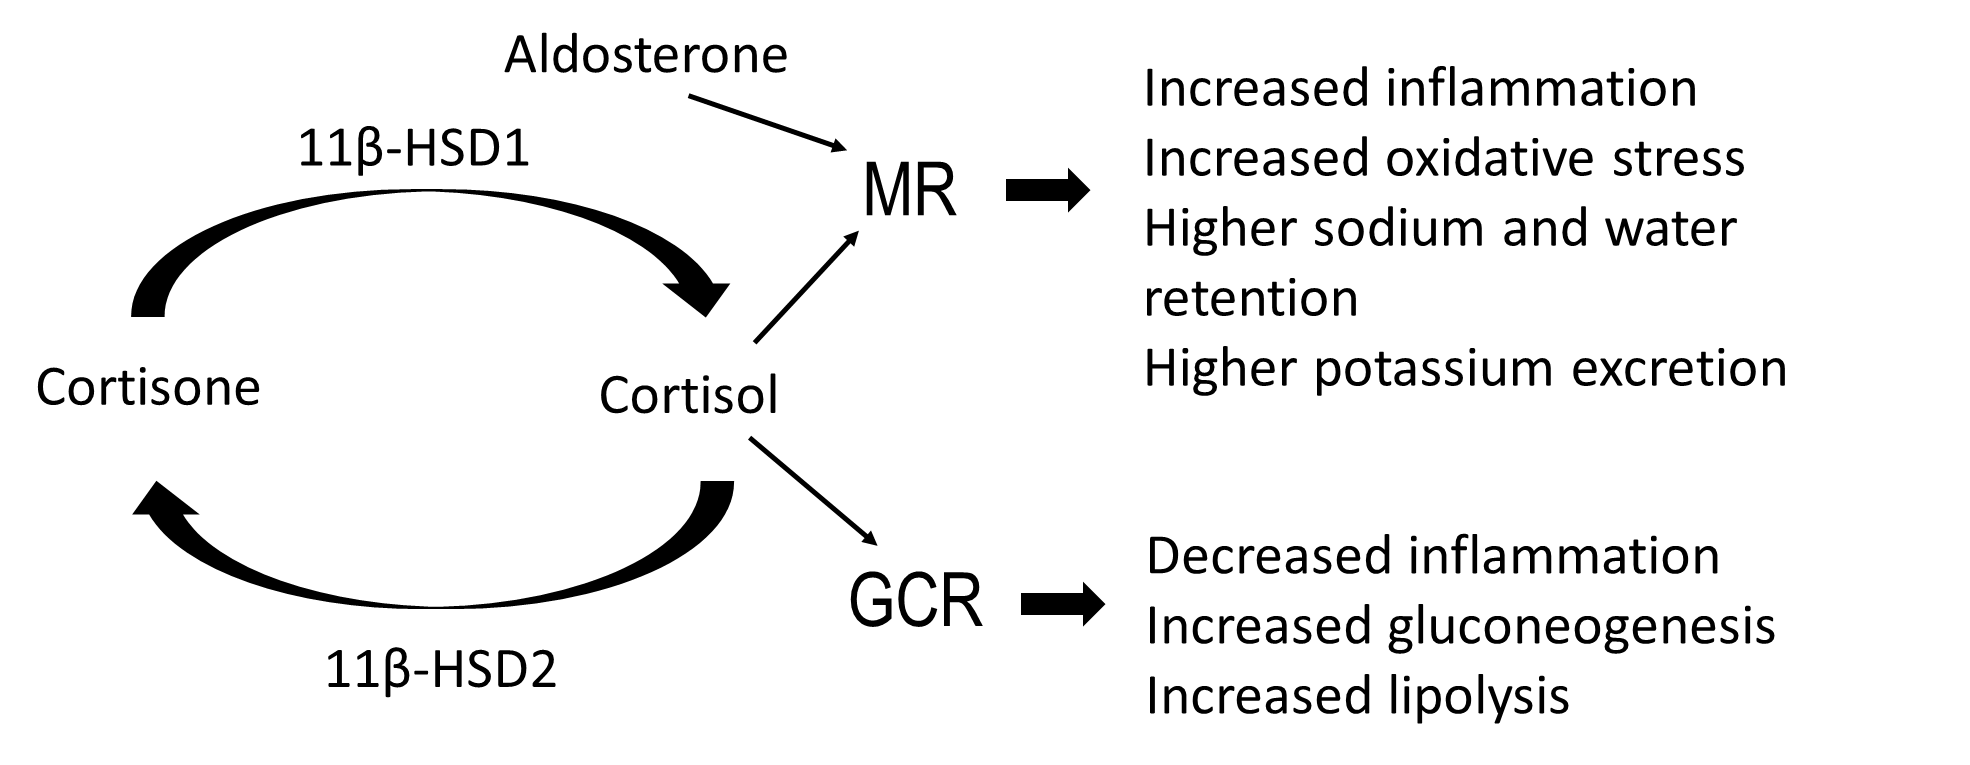 Aldosterone
11β-HSD1
MR
Increased inflammation
Increased oxidative stress
Higher sodium and water
retention
Higher potassium excretion
Cortisone
Cortisol
GCR
Decreased inflammation
Increased gluconeogenesis
Increased lipolysis
11β-HSD2